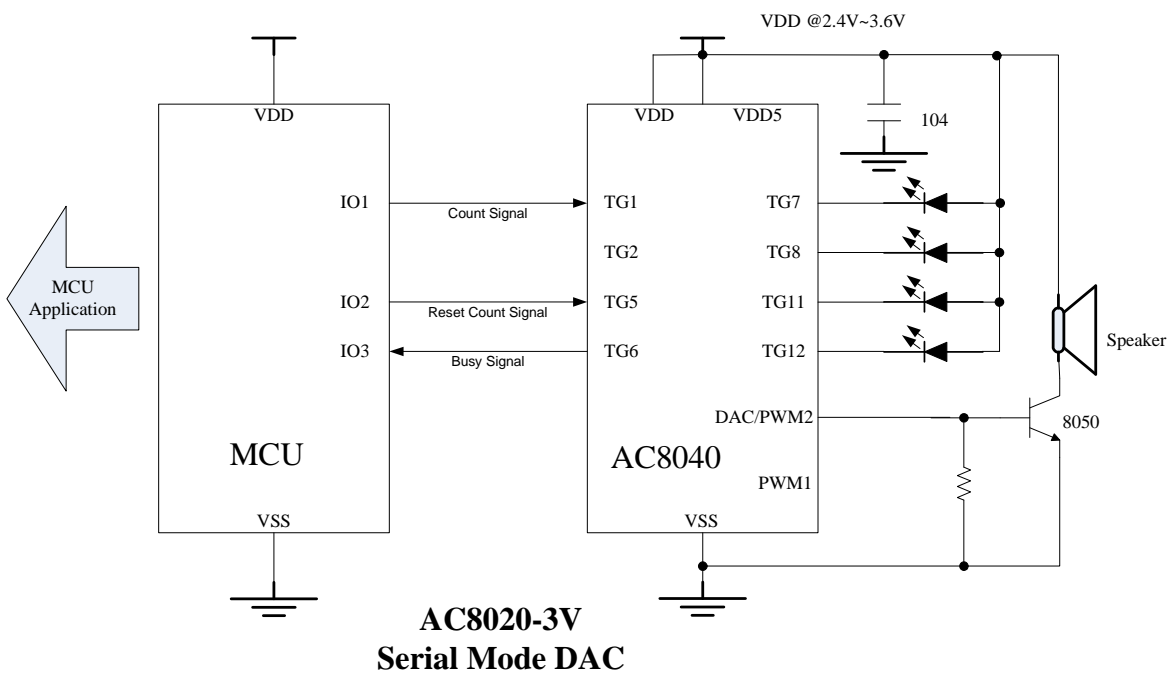 VDD @2.4V~3.6V
VDD
VDD
VDD5
104
IO1
Count Signal
TG1
TG7
TG2
TG8
MCU
Application
IO2
Reset Count Signal
TG5
TG11
IO3
Busy Signal
TG6
TG12
Speaker
DAC/PWM2
8050
MCU
AC8040
PWM1
VSS
VSS
AC8020-3V
Serial Mode DAC